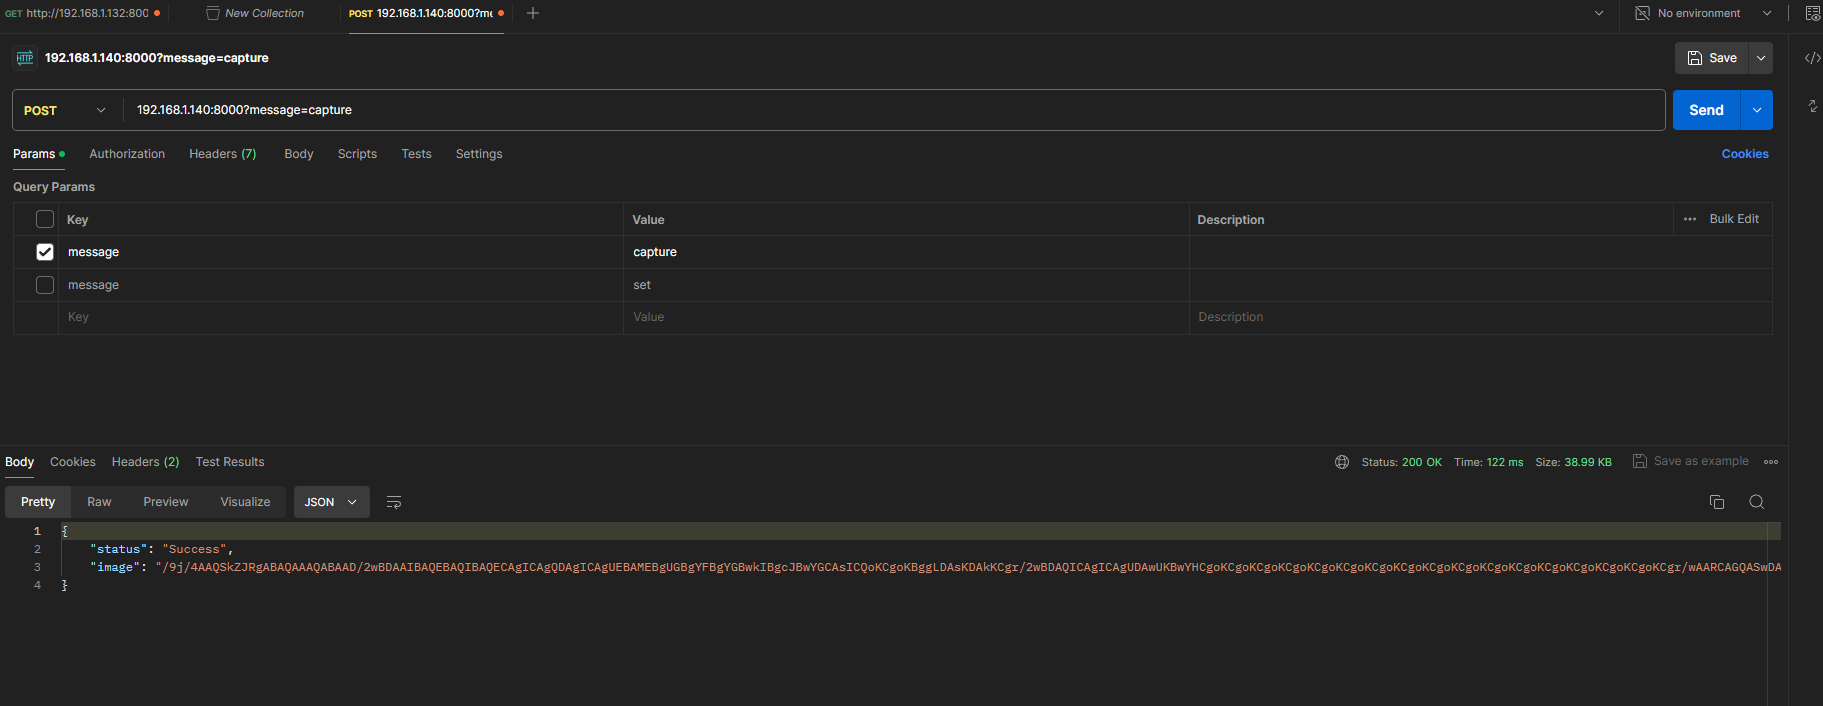 GET http://192.168.1.132:800
New Collection
POST 192.168.1.140:8000?me
No environment
HTTP 192.168.1.140:8000?message=capture
Save
POST 192.168.1.140:8000?message=capture
Send
Params Authorization Headers (7) Body Scripts Tests Settings Cookies
Query Params
Key Value Description ... Bulk Edit
message capture
message set
Key Value Description
Body Cookies Headers (2) Test Results Status: 200 OK Time: 122 ms Size: 38.99 KB Save as example
Pretty Raw Preview Visualize JSON
1 {
2 "status": "Success",
3 "image": "/9j/4AAQSkZJRgABAQAAAQABAAD/2wBDAAIBAQEBAQIBAQECAgICAgQDAgICAgUEBAMEBgUGBgYFBgYGBwkIBgcJBwYGCAsICQoKCgoKBggLDAsKDAkKCgr/2wBDAQICAgICAgUDAwUKBwYHCgoKCgoKCgoKCgoKCgoKCgoKCgoKCgoKCgoKCgoKCgoKCgoKCgoKCgoKCgoKCgoKCgr/wAARCAGQASwDA
4 }